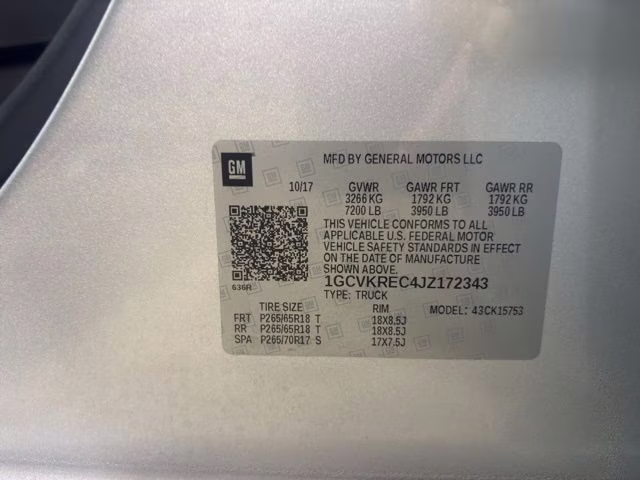 GM
MFD BY GENERAL MOTORS LLC
10/17 GVWR GAWR FRT GAWR RR
3266 KG 1792 KG 1792 KG
7200 LB 3950 LB 3950 LB
THIS VEHICLE CONFORMS TO ALL
APPLICABLE U.S. FEDERAL MOTOR
VEHICLE SAFETY STANDARDS IN EFFECT
ON THE DATE OF MANUFACTURE
SHOWN ABOVE.
1GCVKREC4JZ172343
636R
TYPE: TRUCK
TIRE SIZE RIM MODEL: 43CK15753
FRT P265/65R18 T 18X8.5J
RR P265/65R18 T 18X8.5J
SPA P265/70R17 S 17X7.5J